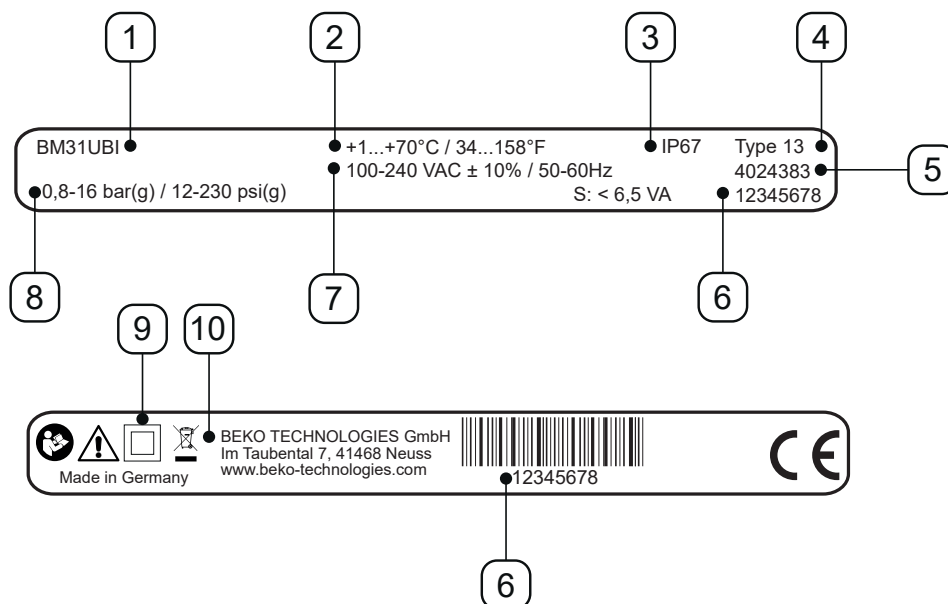 1 2 3 4
BM31UBI +1...+70°C / 34...158°F IP67 Type 13
100-240 VAC ± 10% / 50-60Hz 4024383 5
0,8-16 bar(g) / 12-230 psi(g) S: < 6,5 VA 12345678
8 7 6
9 10
BEKO TECHNOLOGIES GmbH
Im Taubental 7, 41468 Neuss
www.beko-technologies.com
Made in Germany
12345678
CE
6